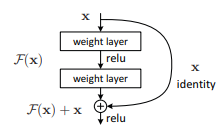 x
weight layer
relu
F(x)
weight layer
x
identity
F(x) + x
relu